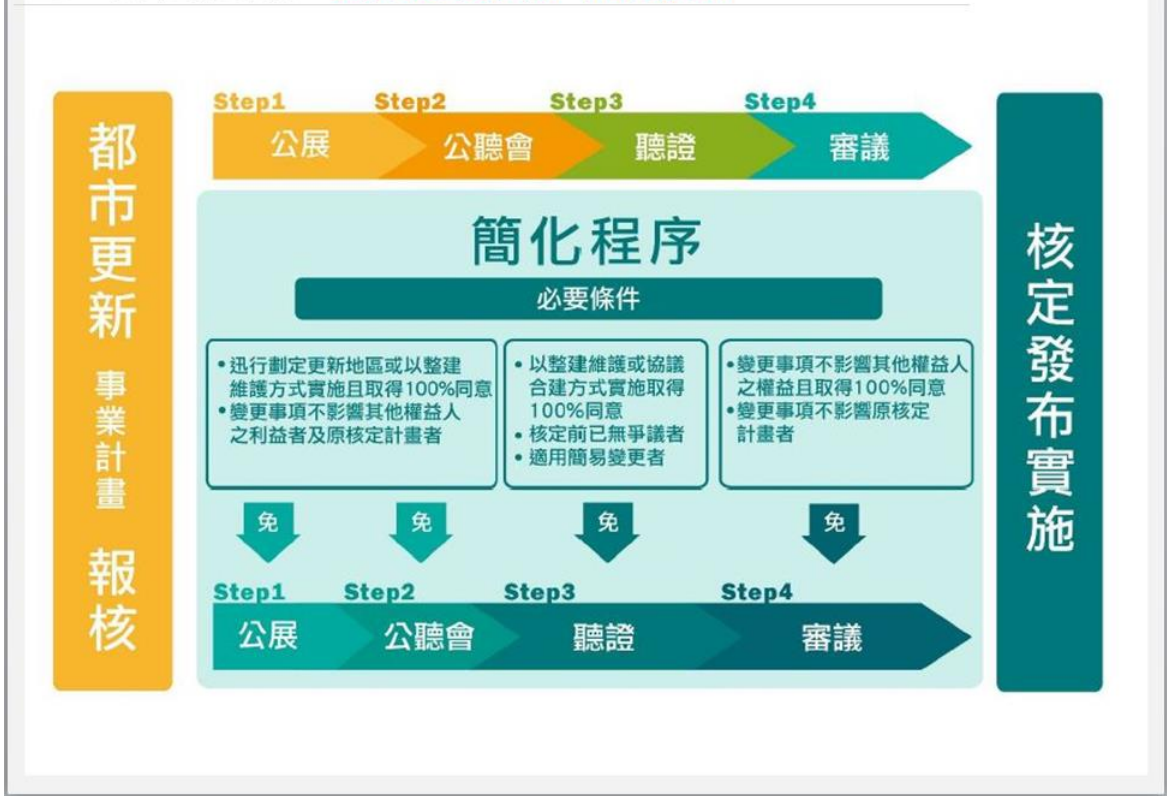 都市更新
事業計畫
報核
Step1
Step2
Step3
Step4
公展
公聽會
聽證
審議
簡化程序
必要條件
•迅行劃定更新地區或以整建
維護方式實施且取得100%同意
•變更事項不影響其他權益人
之利益者及原核定計畫者
•以整建維護或協議
合建方式實施取得
100%同意
•核定前已無爭議者
•適用簡易變更者
•變更事項不影響其他權益人
之權益且取得100%同意
•變更事項不影響原核定
計畫者
免
免
免
免
Step1
Step2
Step3
Step4
公展
公聽會
聽證
審議
核定發布實施